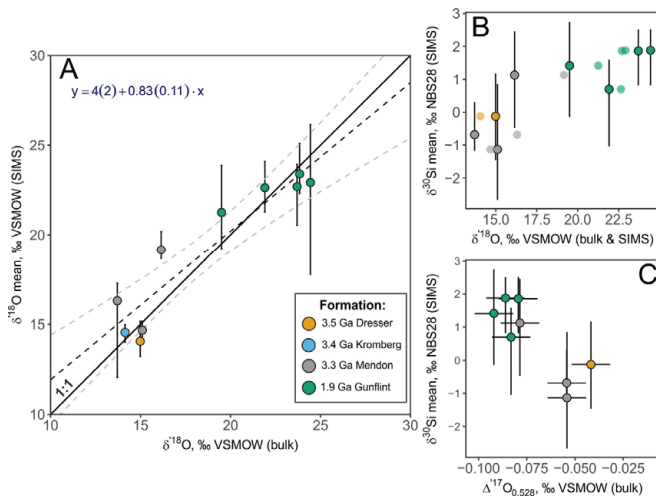 A
y=4(2)+0.83(0.11)·x
30
25
20
15
10
δ'¹⁸O mean, ‰ VSMOW (SIMS)
1:1
Formation:
3.5 Ga Dresser
3.4 Ga Kromberg
3.3 Ga Mendon
1.9 Ga Gunflint
10 15 20 25 30
δ'¹⁸O, ‰ VSMOW (bulk)
B
3
2
1
0
−1
−2
δ³⁰Si mean, ‰ NBS28 (SIMS)
15.0 17.5 20.0 22.5
δ'¹⁸O, ‰ VSMOW (bulk & SIMS)
C
3
2
1
0
−1
−2
δ³⁰Si mean, ‰ NBS28 (SIMS)
−0.100 −0.075 −0.050 −0.025
Δ'¹⁷O₀.₅₂₈, ‰ VSMOW (bulk)